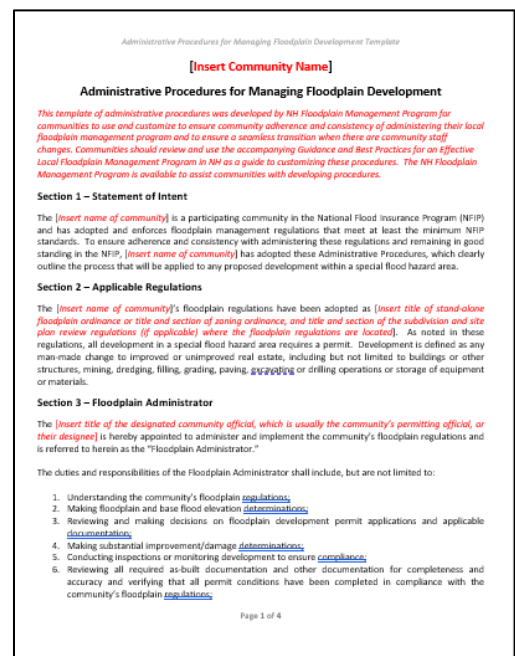 Administrative Procedures for Managing Floodplain Development Template
[Insert Community Name]
Administrative Procedures for Managing Floodplain Development
This template of administrative procedures was developed by NH Floodplain Management Program for
communities to use and customize to ensure community adherence and consistency of administering their local
floodplain management program and to ensure a seamless transition when there are community staff
changes. Communities should review and use the accompanying Guidance and Best Practices for an Effective
Local Floodplain Management Program in NH as a guide to customizing these procedures. The NH Floodplain
Management Program is available to assist communities with developing procedures.
Section 1 – Statement of Intent
The [Insert name of community] is a participating community in the National Flood Insurance Program (NFIP)
and has adopted and enforces floodplain management regulations that meet at least the minimum NFIP
standards. To ensure adherence and consistency with administering these regulations and remaining in good
standing in the NFIP, [Insert name of community] has adopted these Administrative Procedures, which clearly
outline the process that will be applied to any proposed development within a special flood hazard area.
Section 2 – Applicable Regulations
The [Insert name of community]'s floodplain regulations have been adopted as [Insert title of stand-alone
floodplain ordinance or title and section of zoning ordinance, and title and section of the subdivision and site
plan review regulations (if applicable) where the floodplain regulations are located]. As noted in these
regulations, all development in a special flood hazard area requires a permit. Development is defined as any
man-made change to improved or unimproved real estate, including but not limited to buildings or other
structures, mining, dredging, filling, grading, paving, excavating or drilling operations or storage of equipment
or materials.
Section 3 – Floodplain Administrator
The [Insert title of the designated community official, which is usually the community's permitting official, or
their designee] is hereby appointed to administer and implement the community's floodplain regulations and
is referred to herein as the "Floodplain Administrator."
The duties and responsibilities of the Floodplain Administrator shall include, but are not limited to:
1. Understanding the community's floodplain regulations;
2. Making floodplain and base flood elevation determinations;
3. Reviewing and making decisions on floodplain development permit applications and applicable
documentation;
4. Making substantial improvement/damage determinations;
5. Conducting inspections or monitoring development to ensure compliance;
6. Reviewing all required as-built documentation and other documentation for completeness and
accuracy and verifying that all permit conditions have been completed in compliance with the
community's floodplain regulations;
Page 1 of 4